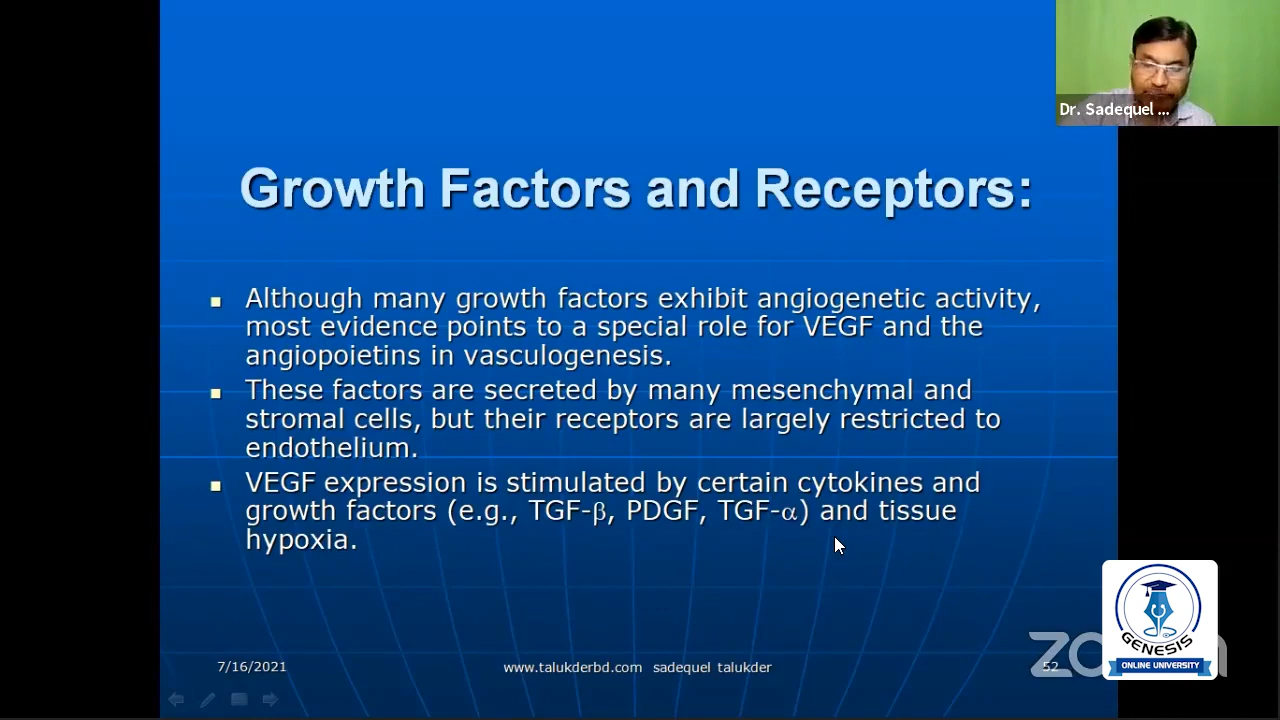 Dr. Sadequel ...
Growth Factors and Receptors:
Although many growth factors exhibit angiogenetic activity,
most evidence points to a special role for VEGF and the
angiopoietins in vasculogenesis.
These factors are secreted by many mesenchymal and
stromal cells, but their receptors are largely restricted to
endothelium.
VEGF expression is stimulated by certain cytokines and
growth factors (e.g., TGF-β, PDGF, TGF-α) and tissue
hypoxia.
7/16/2021
www.talukderbd.com sadequel talukder
52
GENESIS
ONLINE UNIVERSITY